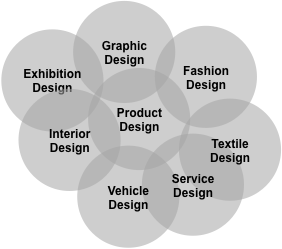 Graphic
Design
Exhibition
Design
Fashion
Design
Product
Design
Interior
Design
Textile
Design
Service
Design
Vehicle
Design